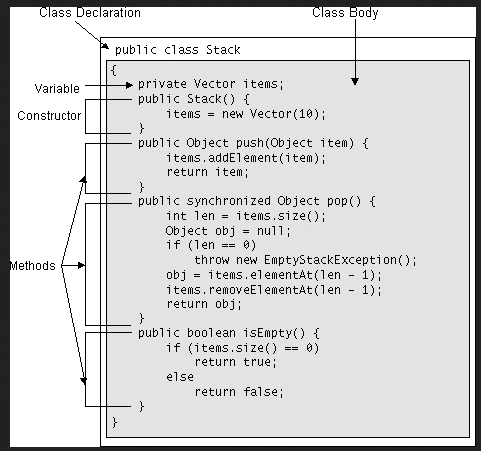 Class Declaration
Class Body
public class Stack
{
Variable
private Vector items;
Constructor
public Stack() {
items = new Vector(10);
}
Methods
public Object push(Object item) {
items.addElement(item);
return item;
}
public synchronized Object pop() {
int len = items.size();
Object obj = null;
if (len == 0)
throw new EmptyStackException();
obj = items.elementAt(len - 1);
items.removeElementAt(len - 1);
return obj;
}
public boolean isEmpty() {
if (items.size() == 0)
return true;
else
return false;
}
}